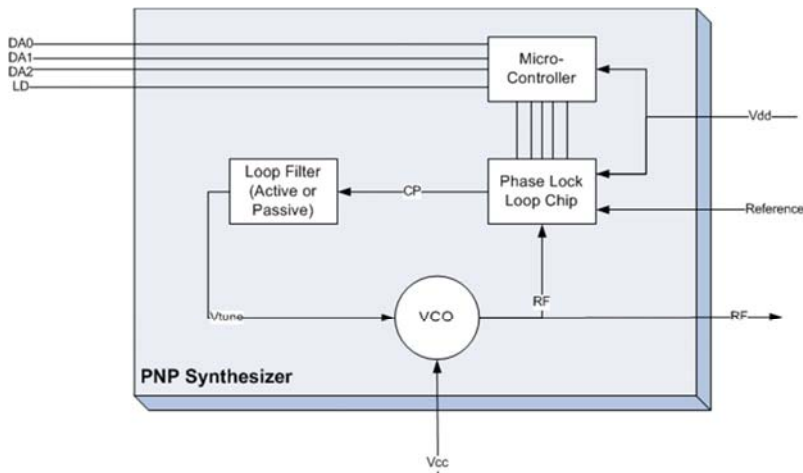 DA0
DA1
DA2
LD
Micro-
Controller
Vdd
Loop Filter
(Active or
Passive)
CP
Phase Lock
Loop Chip
Reference
RF
Vtune
VCO
RF
PNP Synthesizer
Vcc